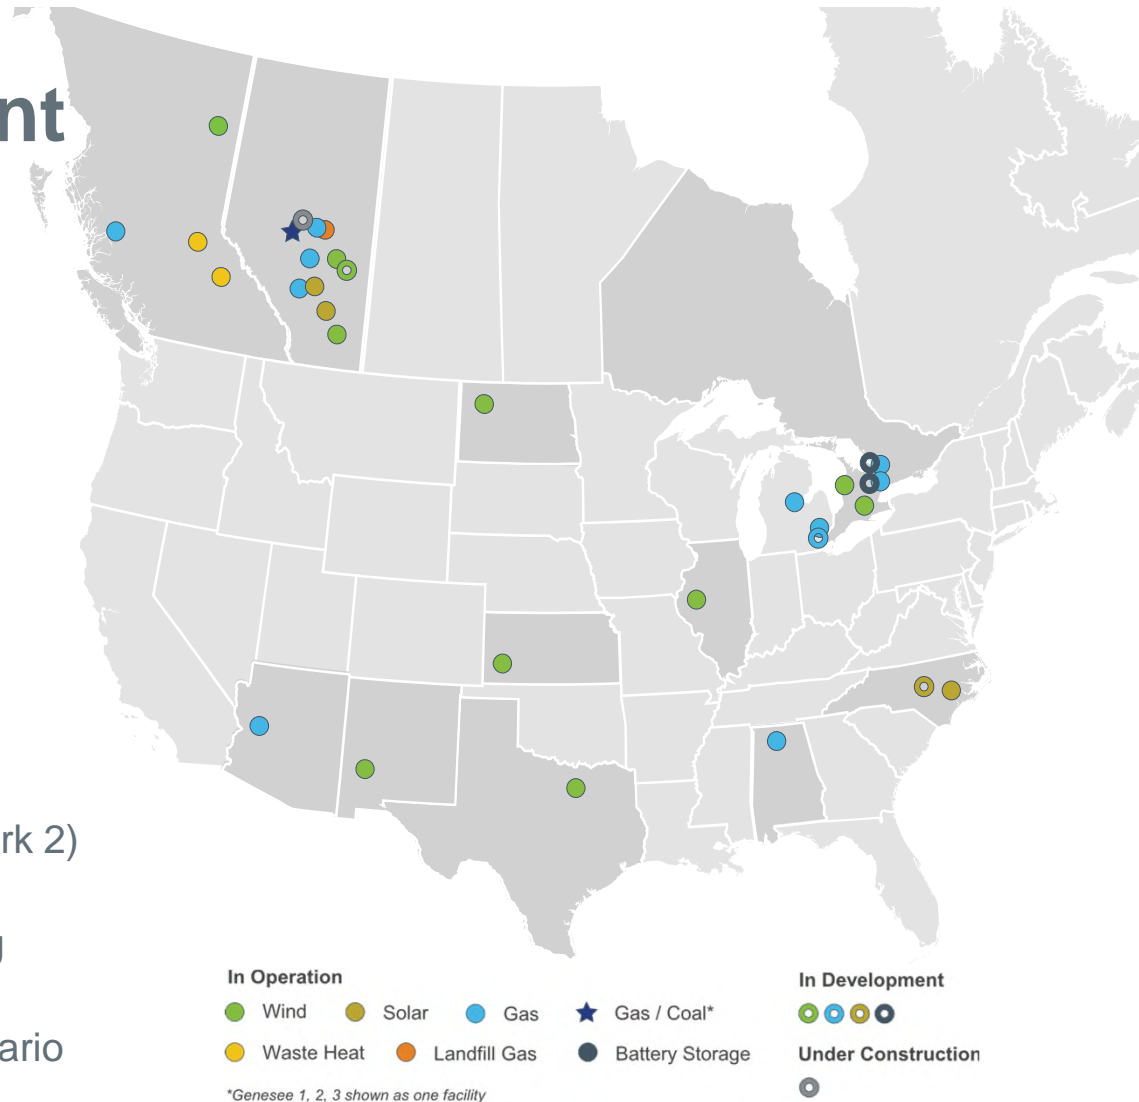 nt
rk 2)
ario
In Operation
Wind
Solar
Gas
Gas / Coal*
Waste Heat
Landfill Gas
Battery Storage
*Genesee 1, 2, 3 shown as one facility
In Development
Under Construction